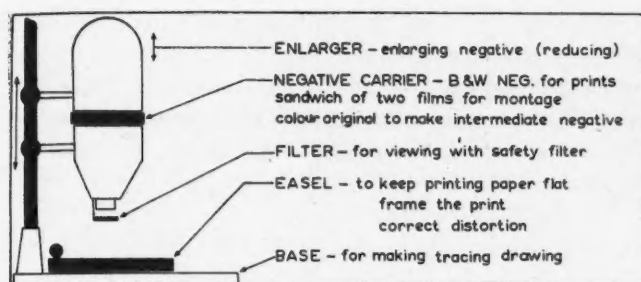 ENLARGER – enlarging negative (reducing)
NEGATIVE CARRIER – B&W NEG. for prints
sandwich of two films for montage
colour original to make intermediate negative
FILTER – for viewing with safety filter
EASEL – to keep printing paper flat
frame the print
correct distortion
BASE – for making tracing drawing